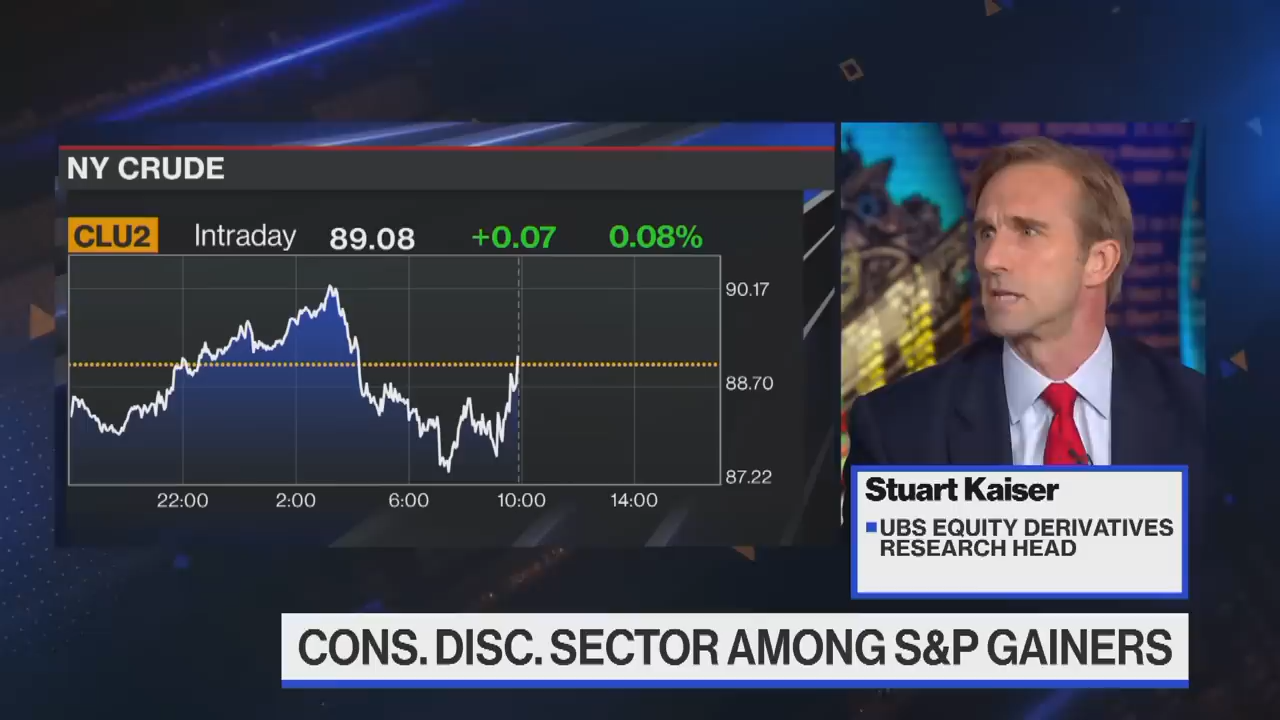 NY CRUDE
CLU2 Intraday 89.08 +0.07 0.08%
90.17
88.70
87.22
22:00 2:00 6:00 10:00 14:00
Stuart Kaiser
UBS EQUITY DERIVATIVES
RESEARCH HEAD
CONS. DISC. SECTOR AMONG S&P GAINERS